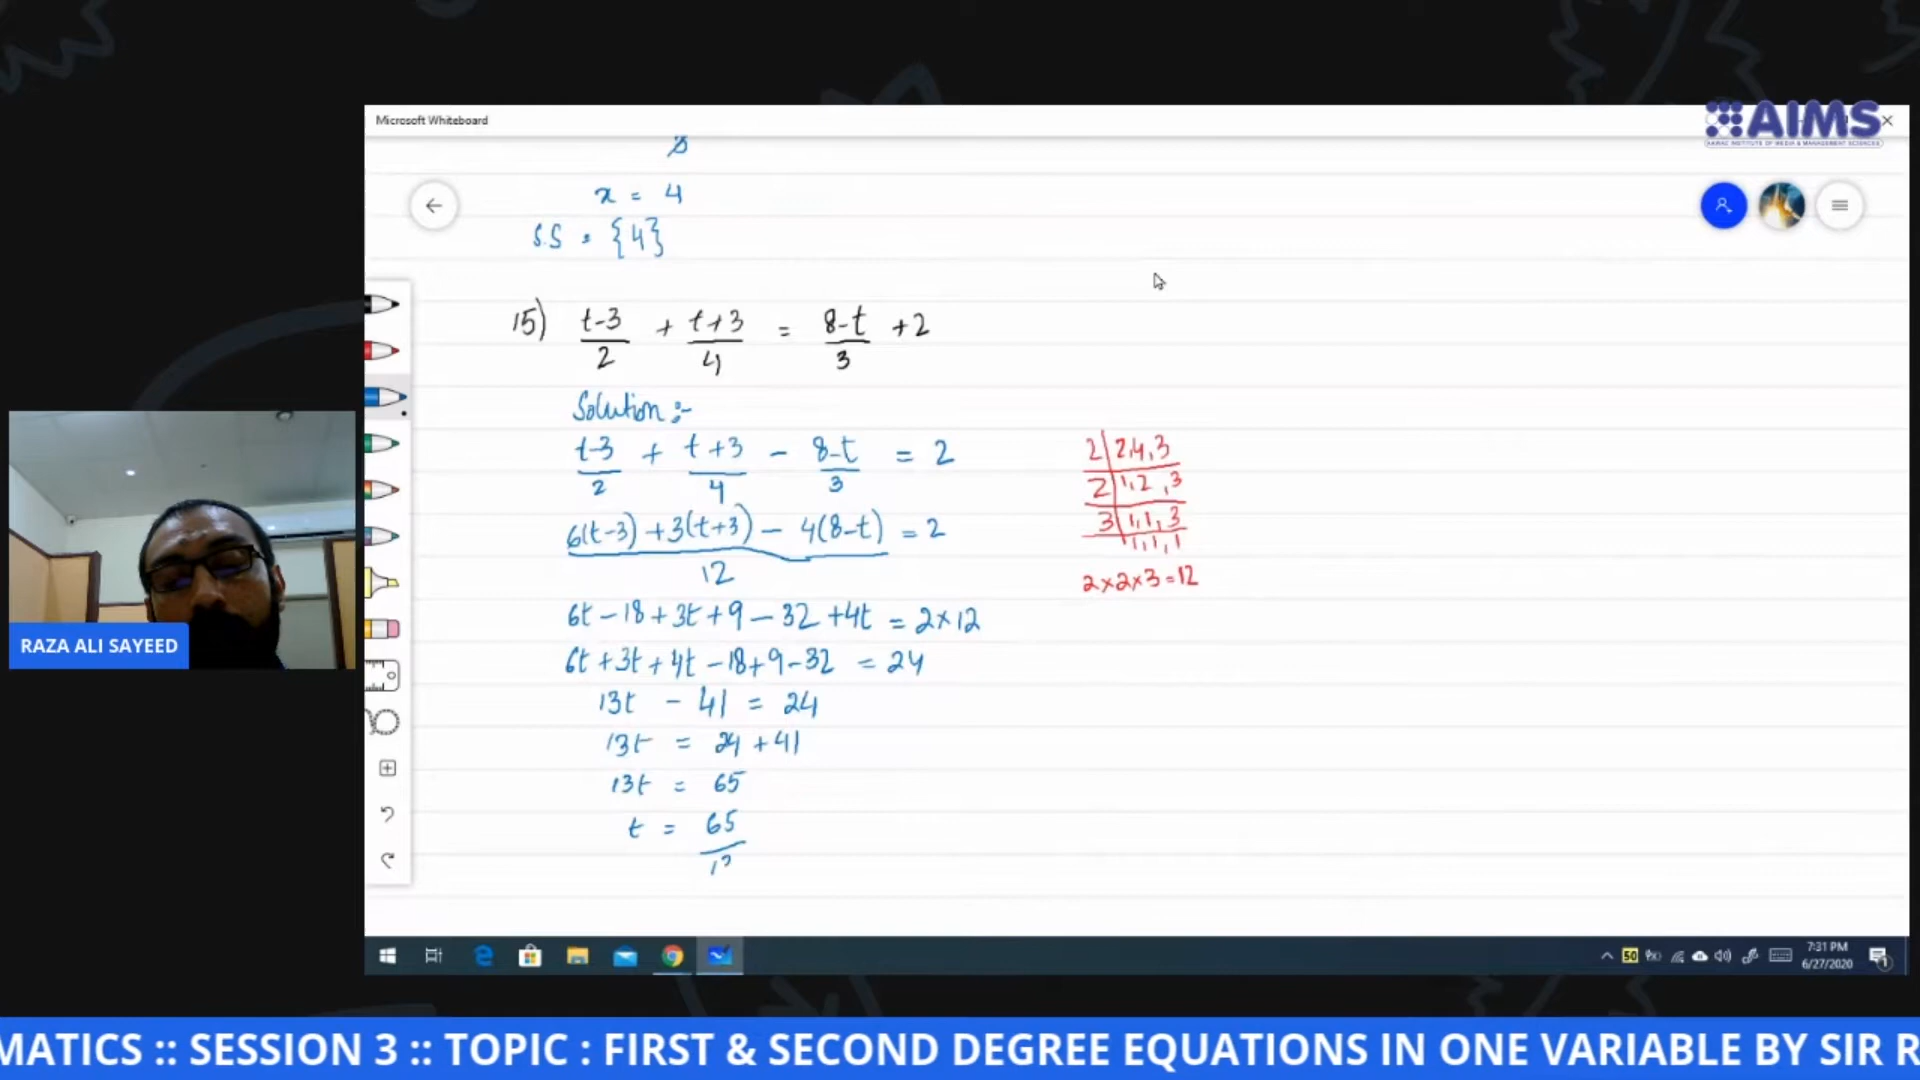 Microsoft Whiteboard
AIMS
x = 4
S.S = {4}
15) t-3/2 + t+3/4 = 8-t/3 +2
Solution :-
t-3/2 + t+3/4 - 8-t/3 = 2
6(t-3) + 3(t+3) - 4(8-t)/12 = 2
6t - 18 + 3t + 9 - 32 + 4t = 2×12
6t + 3t + 4t - 18 + 9 - 32 = 24
13t - 41 = 24
13t = 24 + 41
13t = 65
t = 65/13
2 | 2,4,3
2 | 1,2,3
3 | 1,1,3
1,1,1
2×2×3=12
RAZA ALI SAYEED
50
7:31 PM
6/27/2020
MATICS :: SESSION 3 :: TOPIC : FIRST & SECOND DEGREE EQUATIONS IN ONE VARIABLE BY SIR R